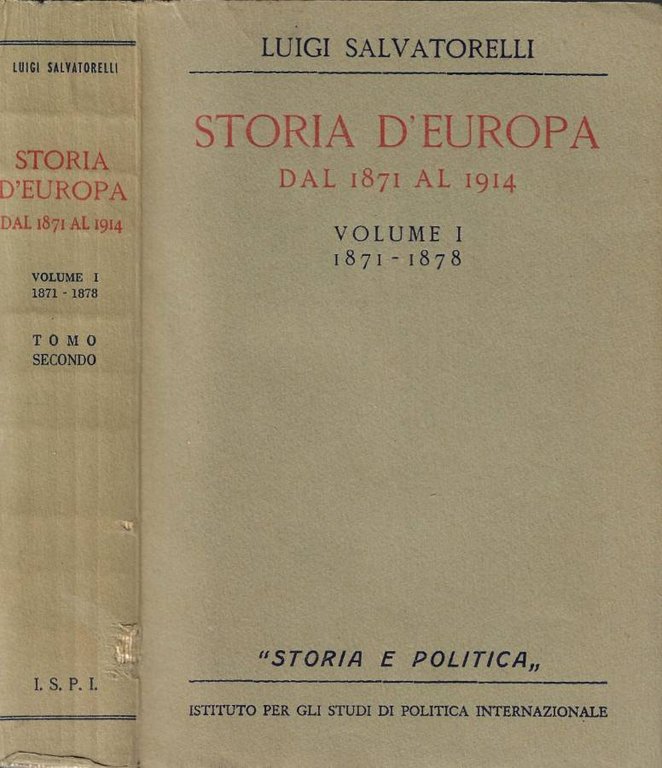 LUIGI SALVATORELLI
STORIA
D'EUROPA
DAL 1871 AL 1914
VOLUME I
1871 - 1878
TOMO
SECONDO
I. S. P. I.
LUIGI SALVATORELLI
STORIA D'EUROPA
DAL 1871 AL 1914
VOLUME I
1871 - 1878
"STORIA E POLITICA„
ISTITUTO PER GLI STUDI DI POLITICA INTERNAZIONALE